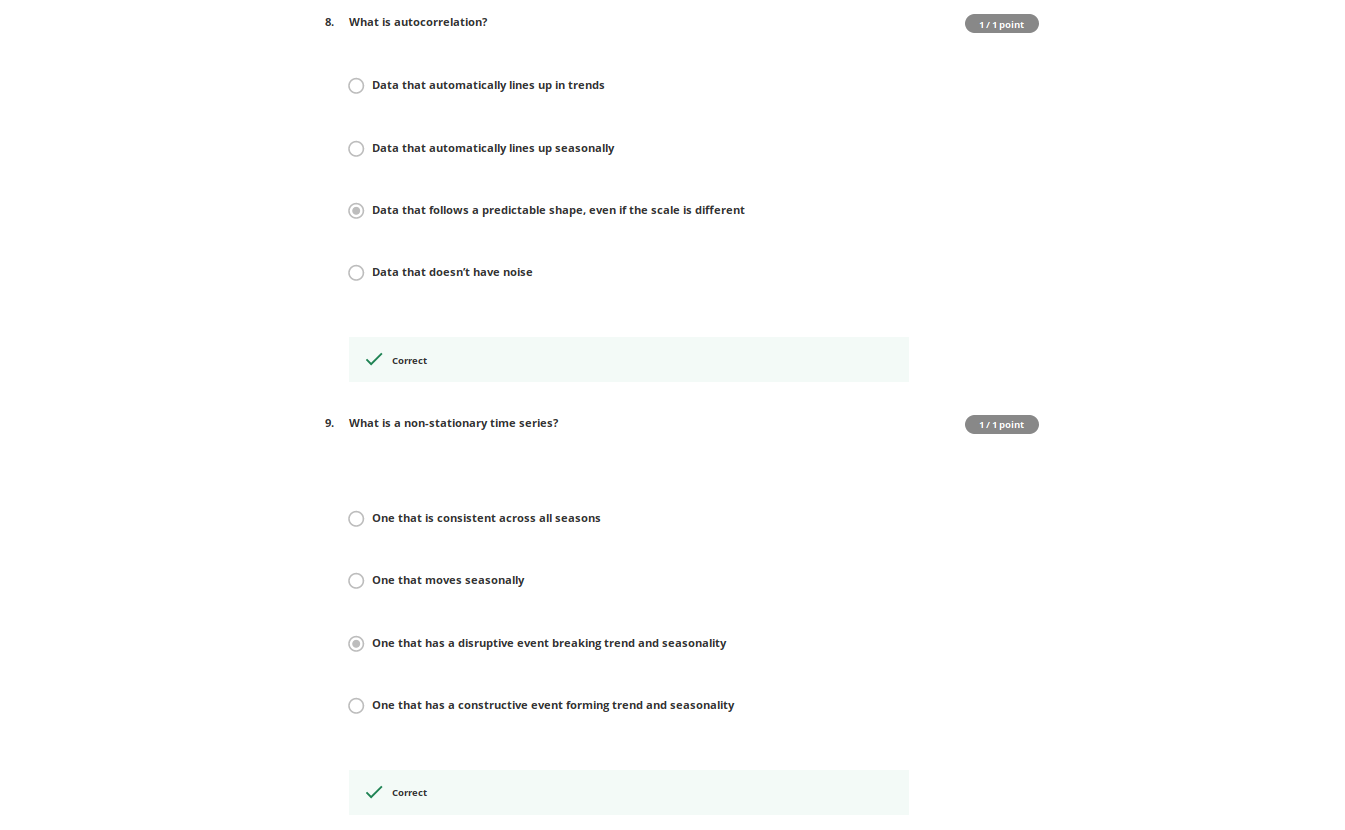 8. What is autocorrelation?
1 / 1 point
Data that automatically lines up in trends
Data that automatically lines up seasonally
Data that follows a predictable shape, even if the scale is different
Data that doesn’t have noise
Correct
9. What is a non-stationary time series?
1 / 1 point
One that is consistent across all seasons
One that moves seasonally
One that has a disruptive event breaking trend and seasonality
One that has a constructive event forming trend and seasonality
Correct